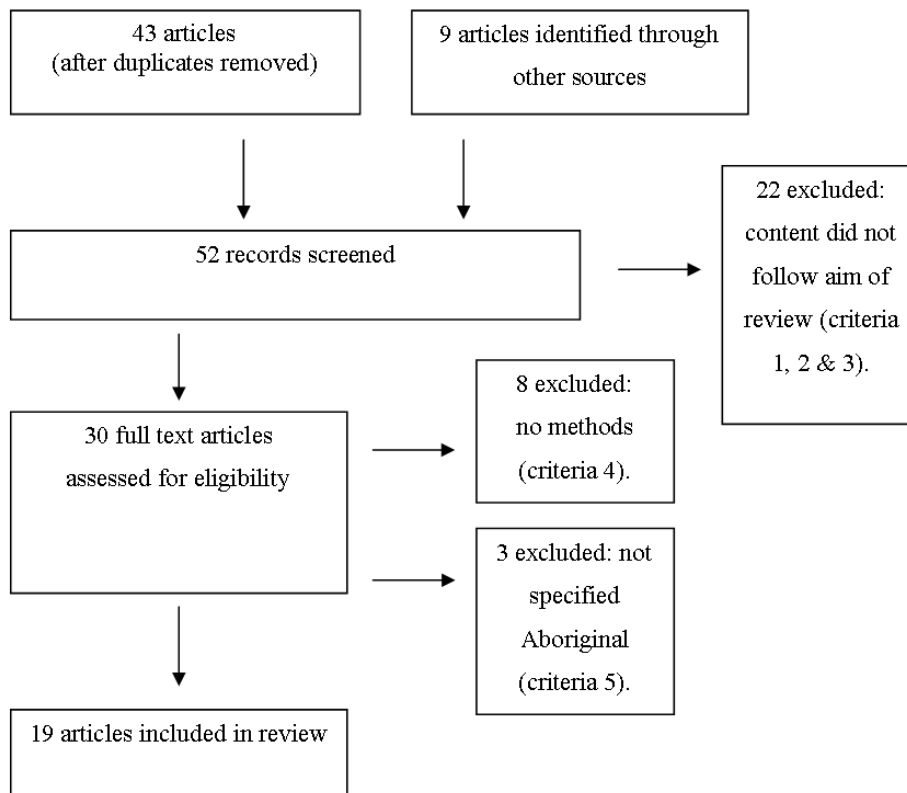 43 articles
(after duplicates removed)
9 articles identified through
other sources
52 records screened
22 excluded:
content did not
follow aim of
review (criteria
1, 2 & 3).
30 full text articles
assessed for eligibility
8 excluded:
no methods
(criteria 4).
3 excluded: not
specified
Aboriginal
(criteria 5).
19 articles included in review